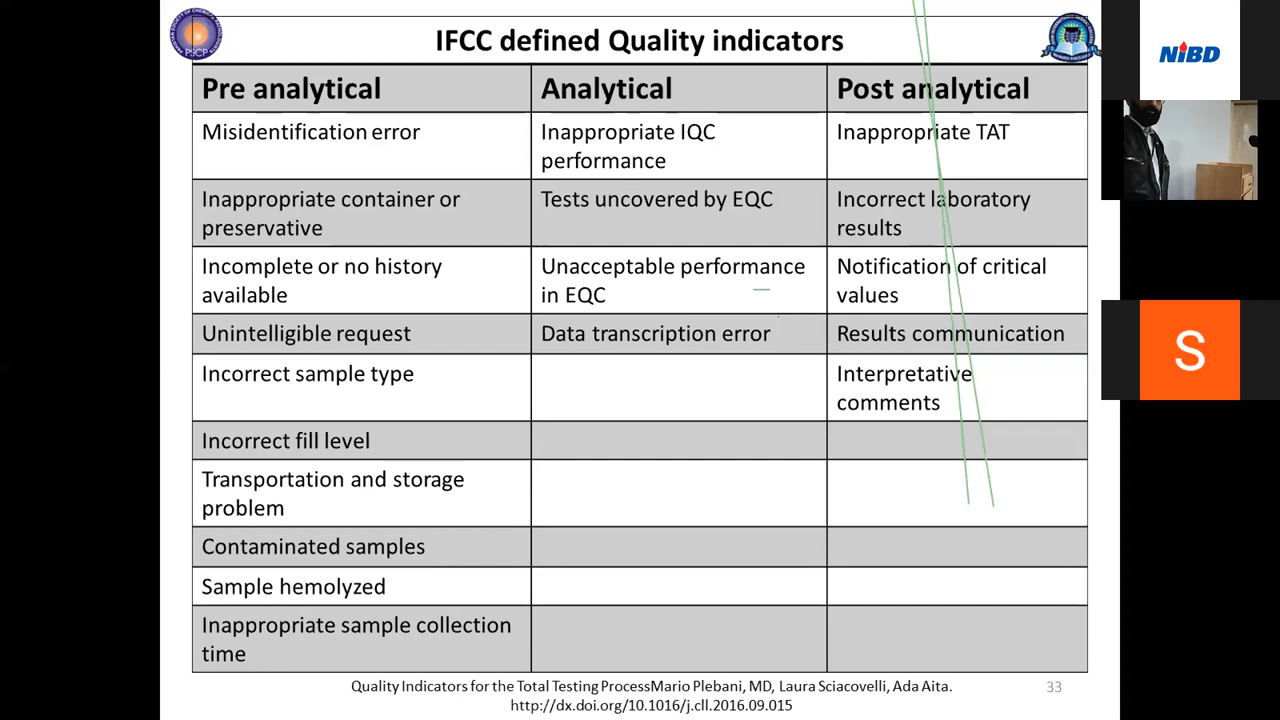 PSCP
IFCC defined Quality indicators
NiBD
Pre analytical
Analytical
Post analytical
Misidentification error
Inappropriate IQC
performance
Inappropriate TAT
Inappropriate container or
preservative
Tests uncovered by EQC
Incorrect laboratory
results
Incomplete or no history
available
Unacceptable performance
in EQC
Notification of critical
values
Unintelligible request
Data transcription error
Results communication
Incorrect sample type
Interpretative
comments
Incorrect fill level
Transportation and storage
problem
Contaminated samples
Sample hemolyzed
Inappropriate sample collection
time
S
Quality Indicators for the Total Testing ProcessMario Plebani, MD, Laura Sciacovelli, Ada Aita.
http://dx.doi.org/10.1016/j.cll.2016.09.015
33